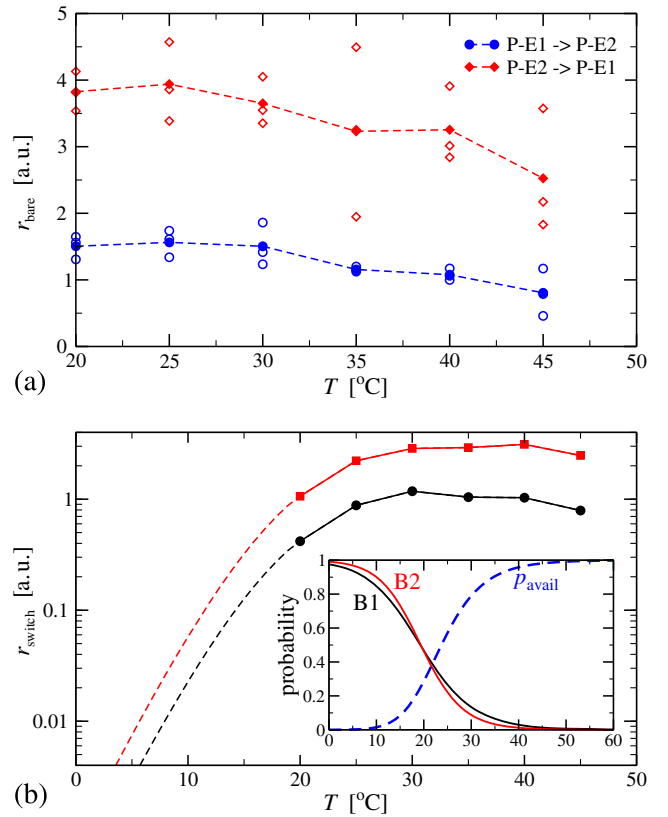 5
4
3
2
1
0
r_bare [a. u.]
P-E1 -> P-E2
P-E2 -> P-E1
20 25 30 35 40 45 50
T [°C]
(a)
1
0.1
0.01
r_switch [a. u.]
1
0.8
0.6
0.4
0.2
0
probability
B2
B1
p_avail
0 10 20 30 40 50 60
0 10 20 30 40 50
T [°C]
(b)